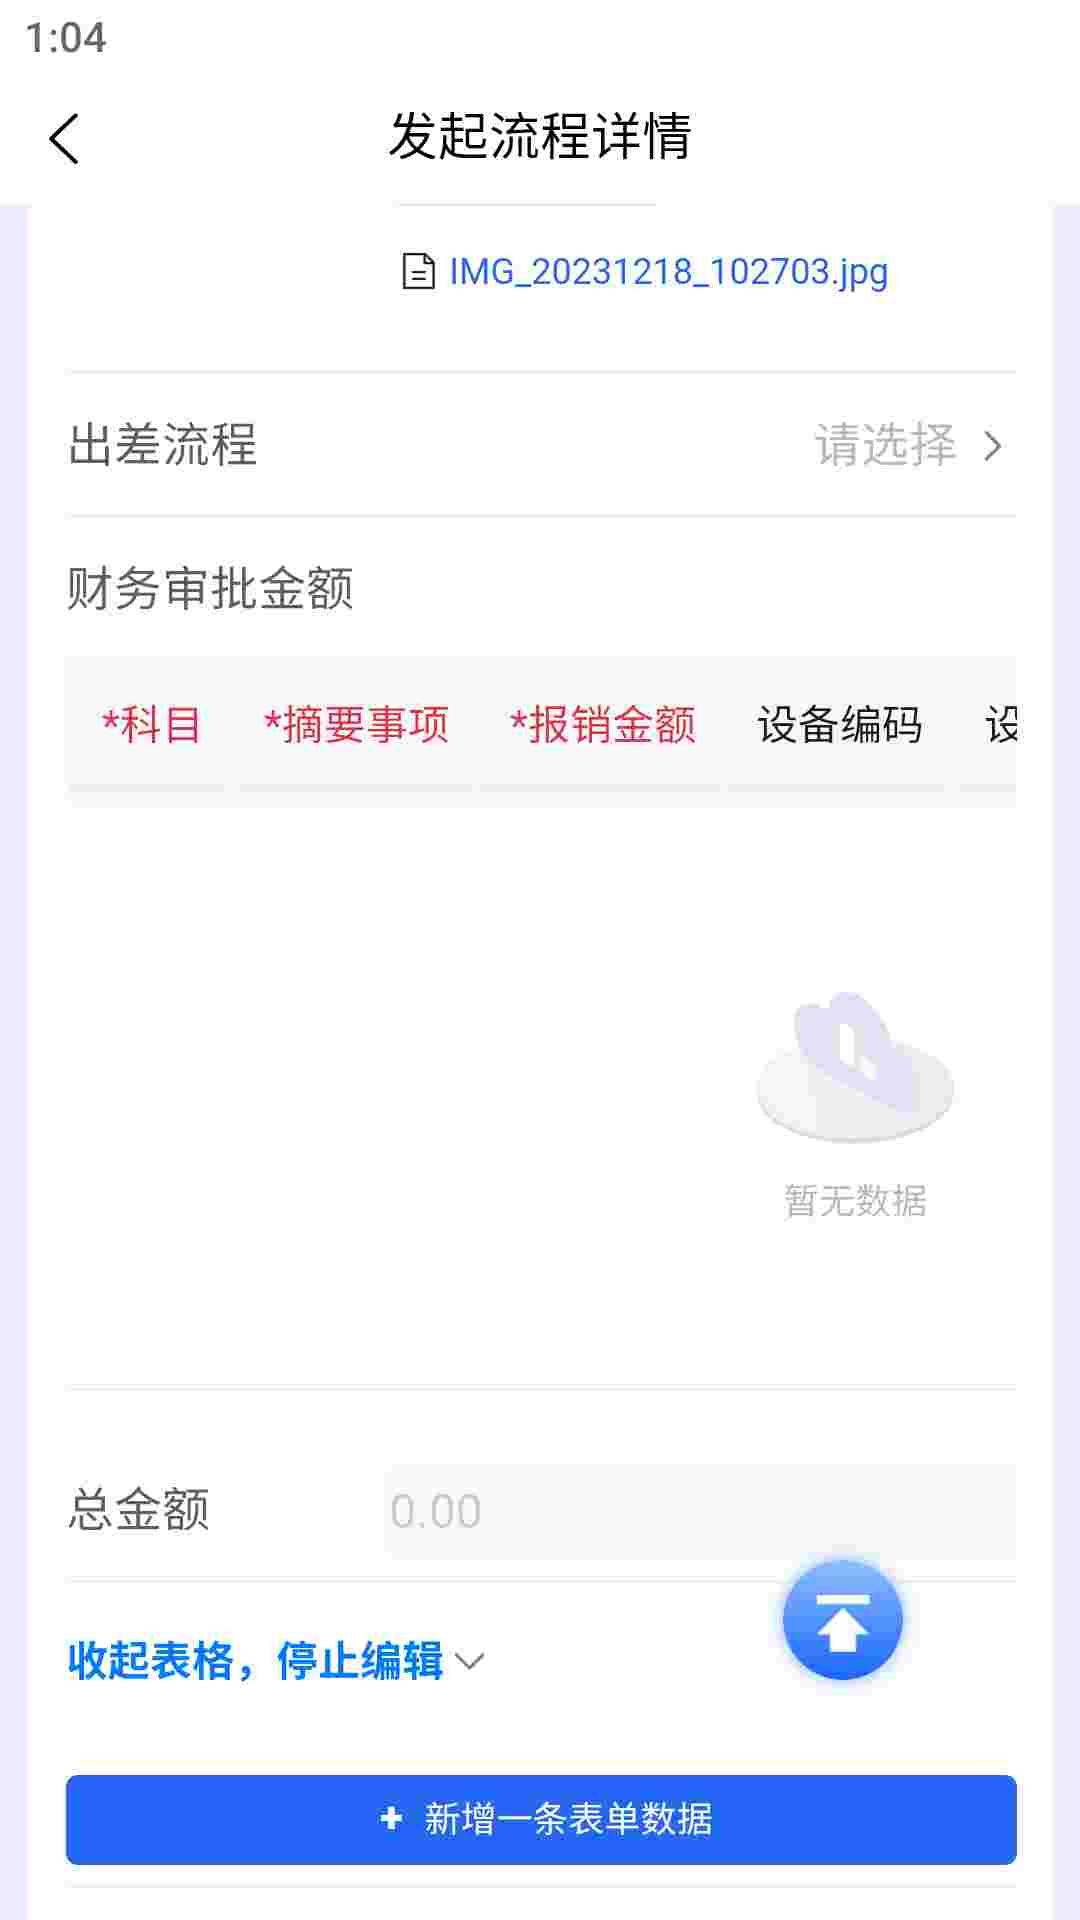 1:04
发起流程详情
IMG_20231218_102703.jpg
出差流程 请选择
财务审批金额
*科目 *摘要事项 *报销金额 设备编码 设
暂无数据
总金额 0.00
收起表格，停止编辑
+ 新增一条表单数据